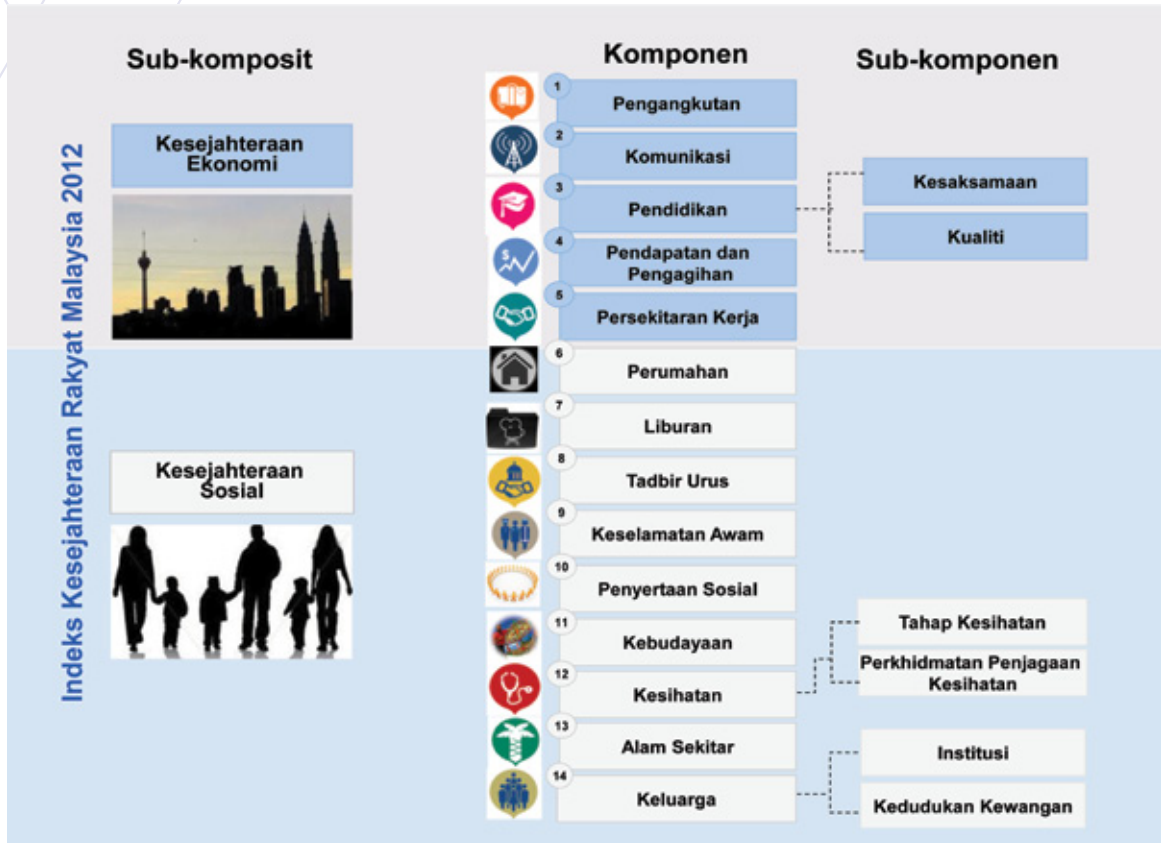 Indeks Kesejahteraan Rakyat Malaysia 2012
Sub-komposit
Kesejahteraan
Ekonomi
Kesejahteraan
Sosial
Komponen
1
Pengangkutan
2
Komunikasi
3
Pendidikan
4
Pendapatan dan
Pengagihan
5
Persekitaran Kerja
6
Perumahan
7
Liburan
8
Tadbir Urus
9
Keselamatan Awam
10
Penyertaan Sosial
11
Kebudayaan
12
Kesihatan
13
Alam Sekitar
14
Keluarga
Sub-komponen
Kesaksamaan
Kualiti
Tahap Kesihatan
Perkhidmatan Penjagaan
Kesihatan
Institusi
Kedudukan Kewangan